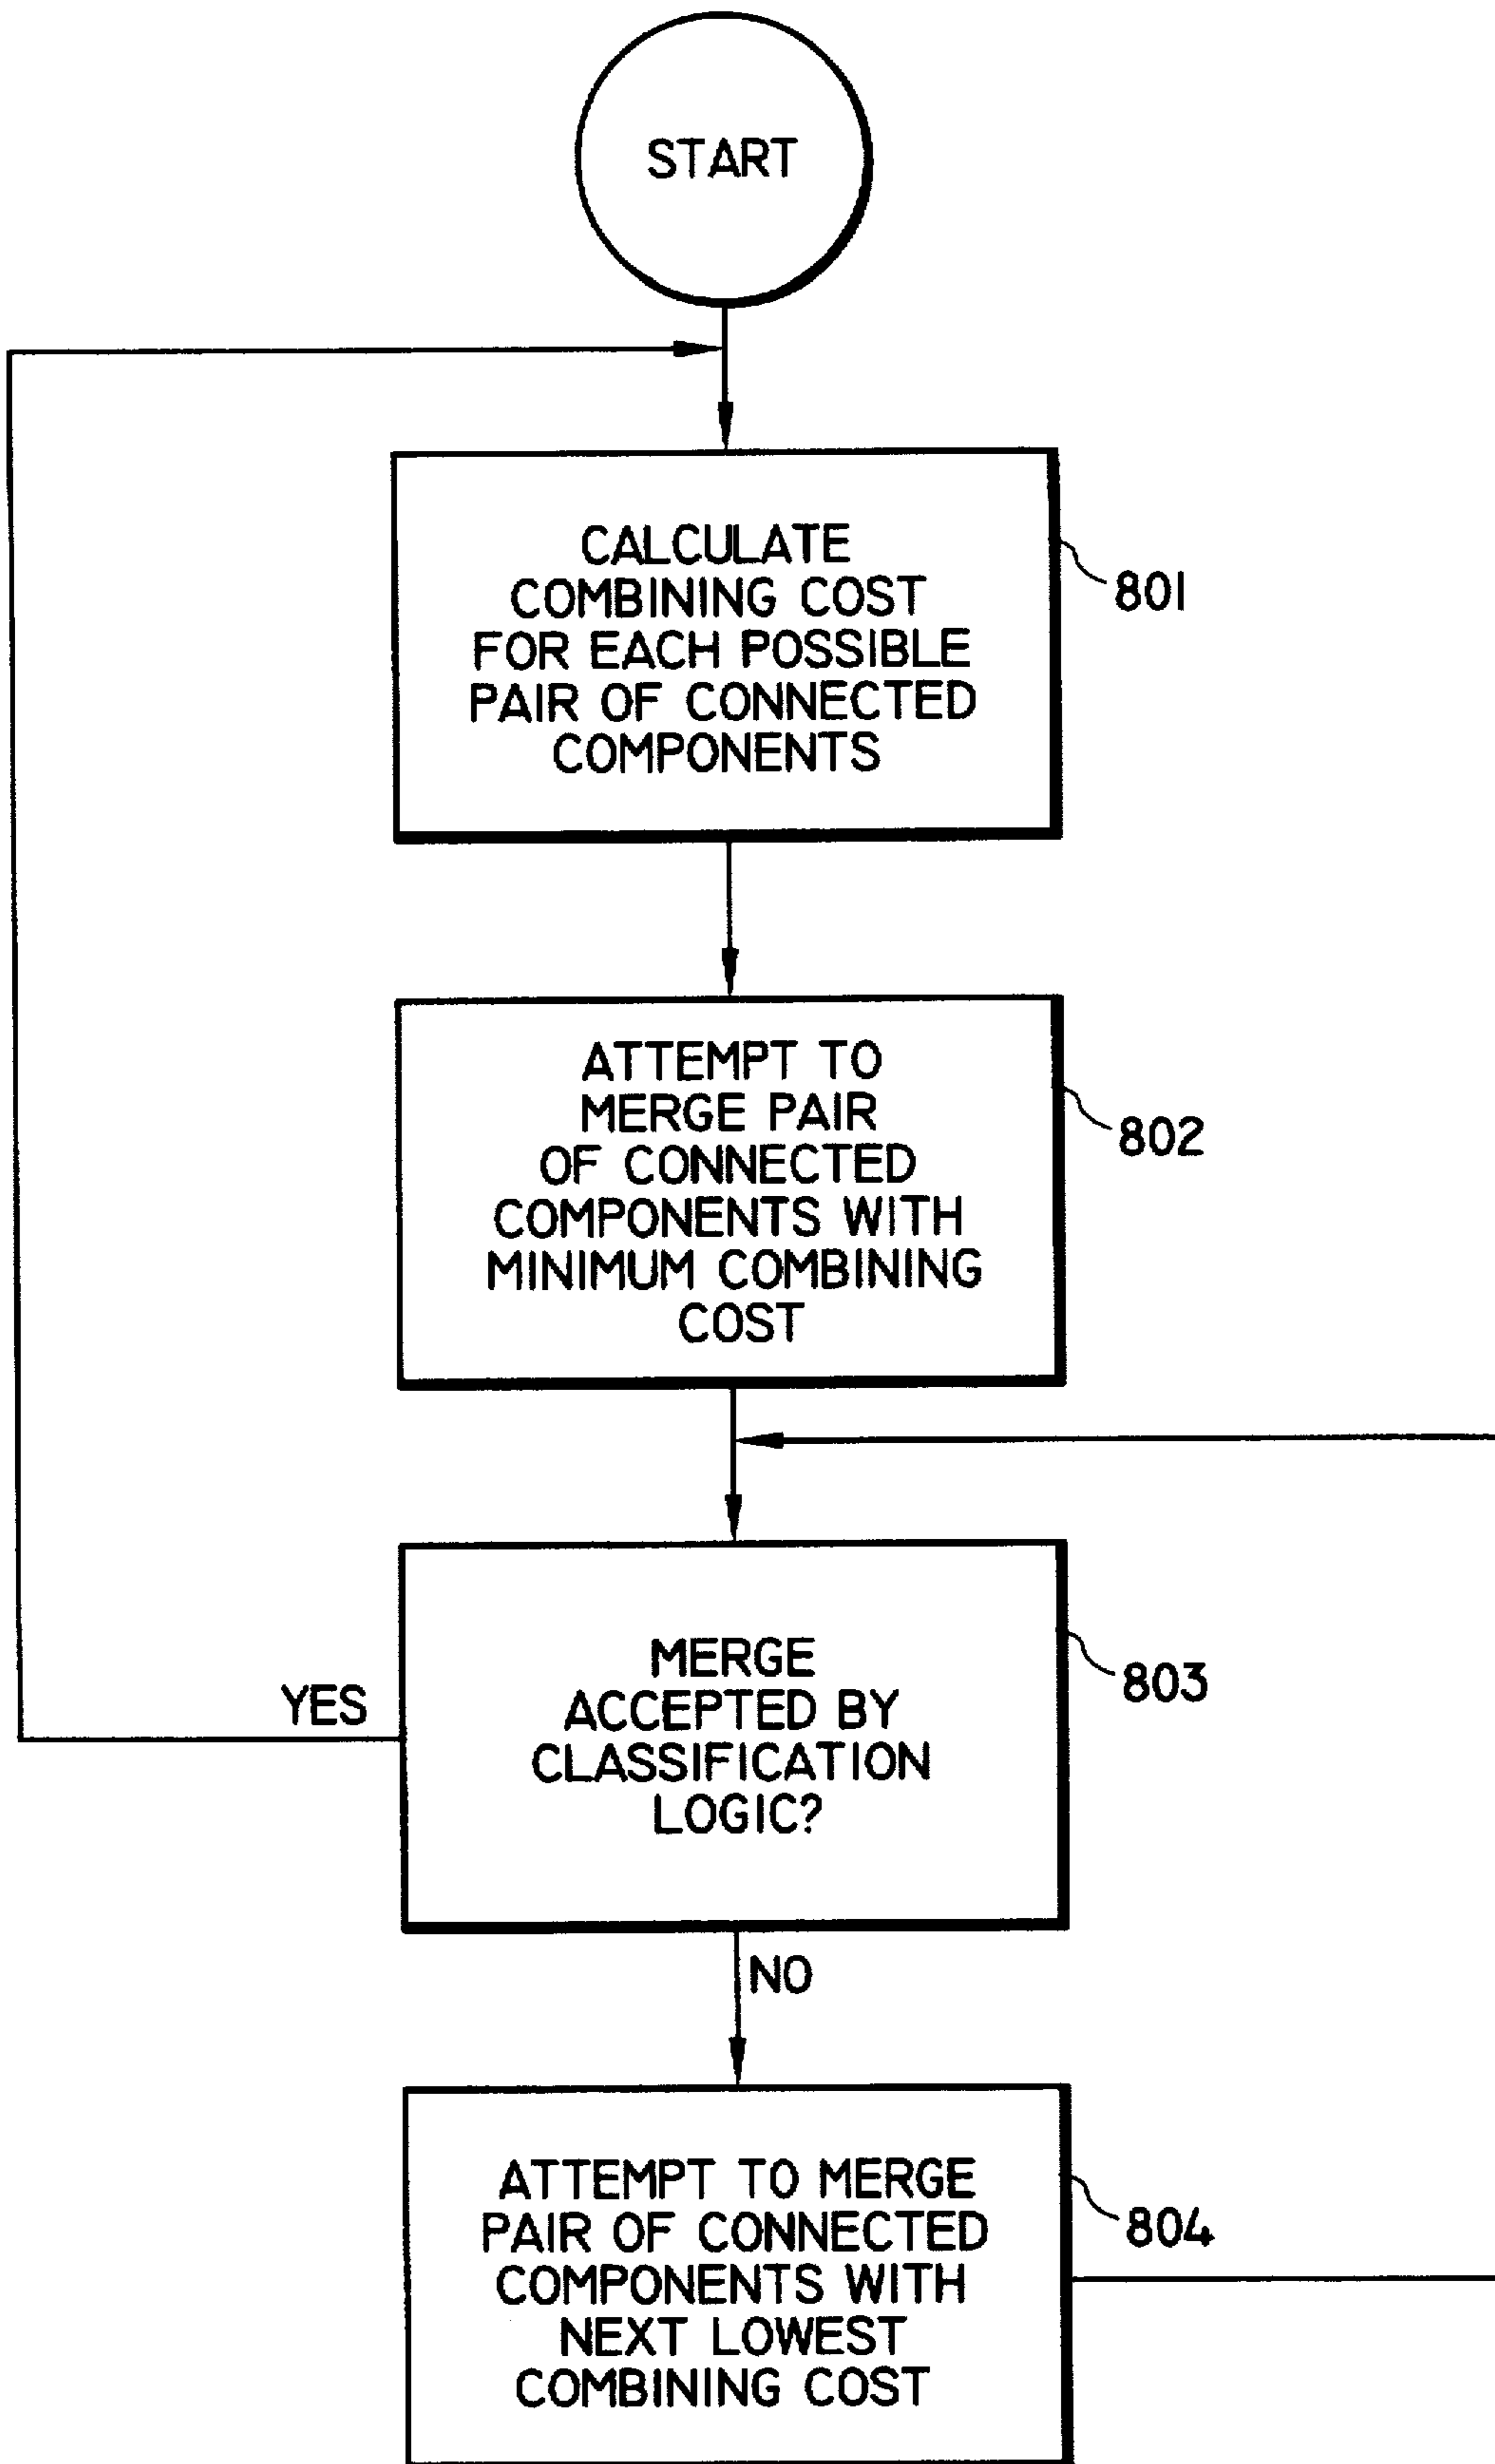 START
CALCULATE
COMBINING COST
FOR EACH POSSIBLE
PAIR OF CONNECTED
COMPONENTS
801
ATTEMPT TO
MERGE PAIR
OF CONNECTED
COMPONENTS WITH
MINIMUM COMBINING
COST
802
MERGE
ACCEPTED BY
CLASSIFICATION
LOGIC?
803
YES
NO
ATTEMPT TO MERGE
PAIR OF CONNECTED
COMPONENTS WITH
NEXT LOWEST
COMBINING COST
804